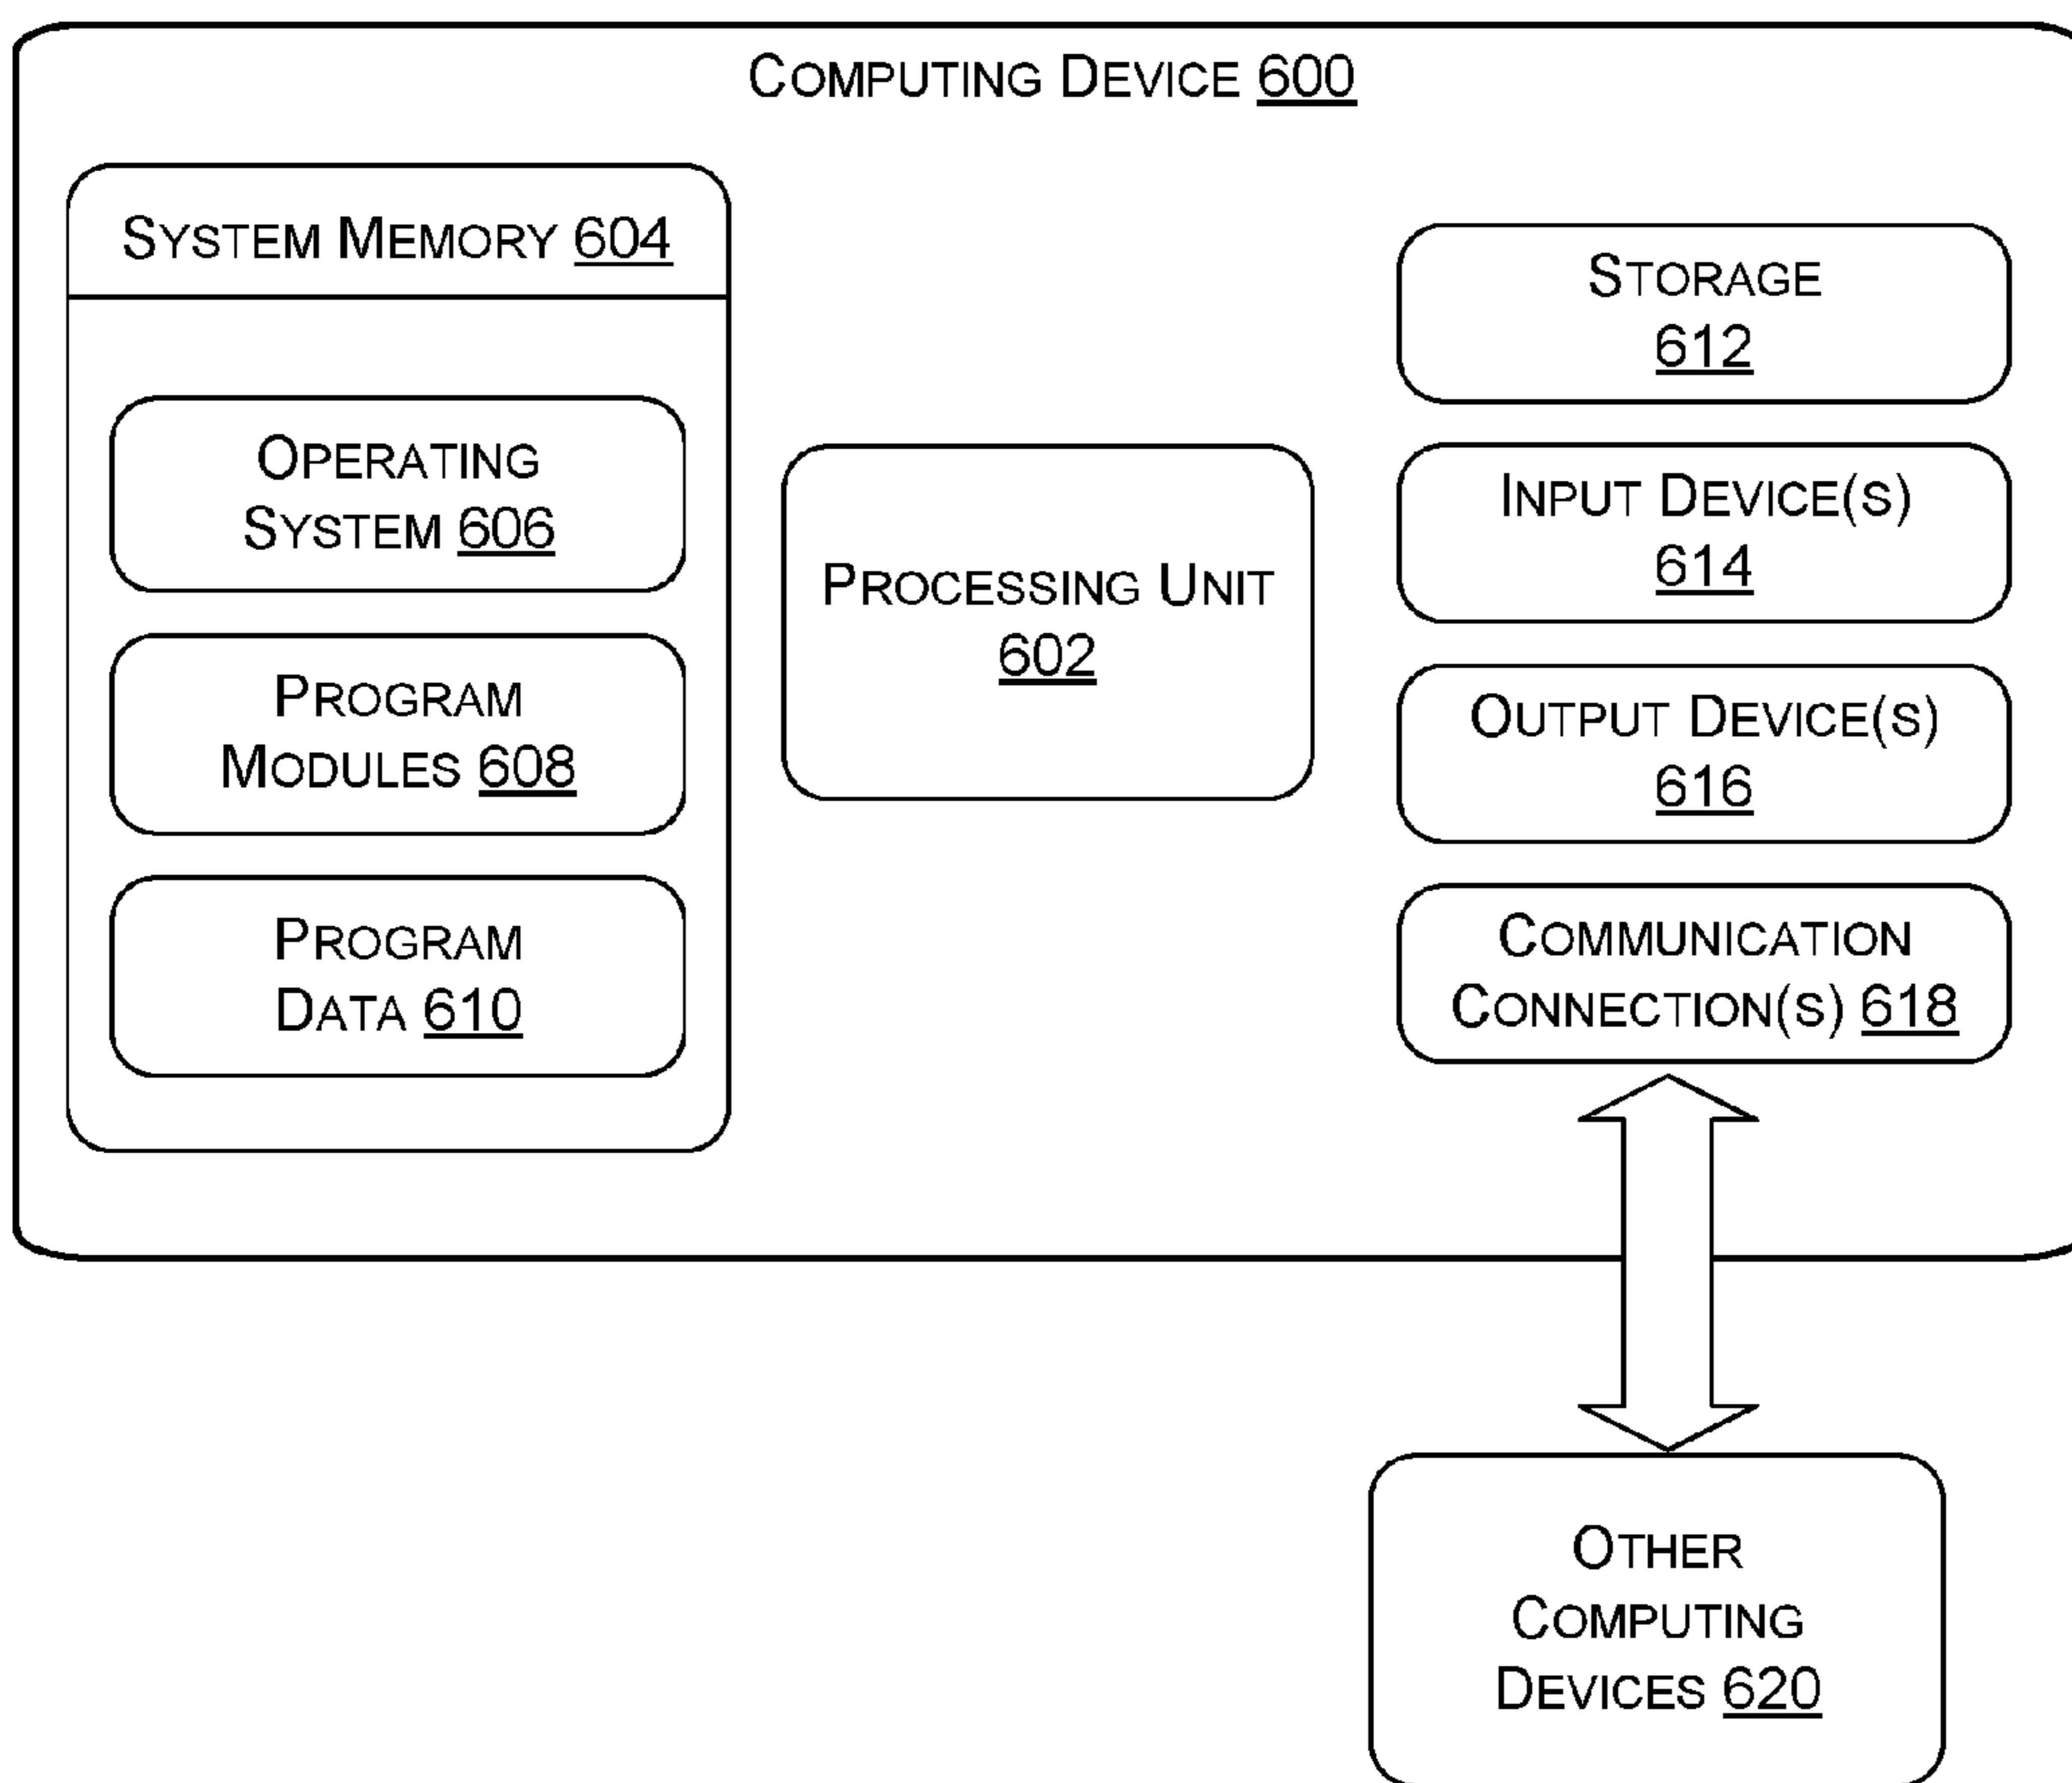 COMPUTING DEVICE 600
SYSTEM MEMORY 604
OPERATING
SYSTEM 606
PROGRAM
MODULES 608
PROGRAM
DATA 610
PROCESSING UNIT
602
STORAGE
612
INPUT DEVICE(S)
614
OUTPUT DEVICE(S)
616
COMMUNICATION
CONNECTION(S) 618
OTHER
COMPUTING
DEVICES 620